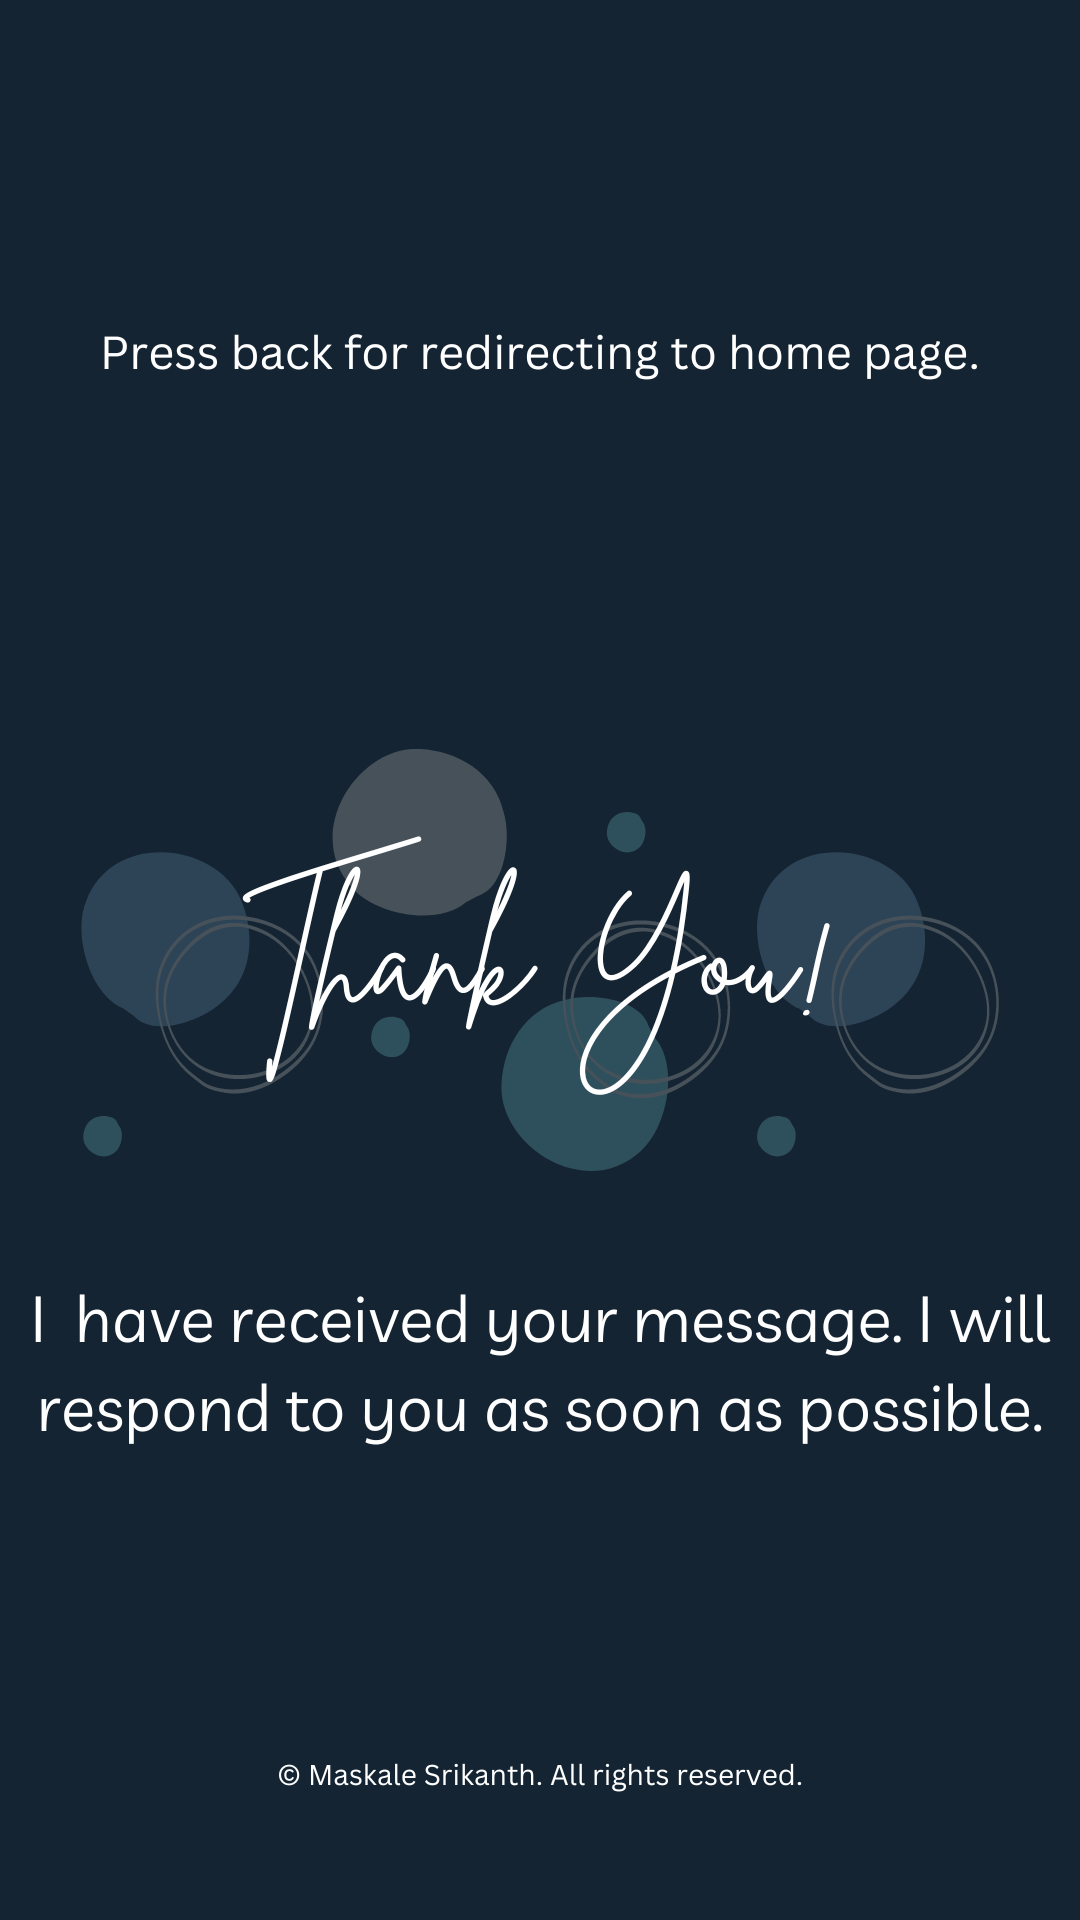 Press back for redirecting to home page.
Thank You!
I  have received your message. I will
respond to you as soon as possible.
© Maskale Srikanth. All rights reserved.